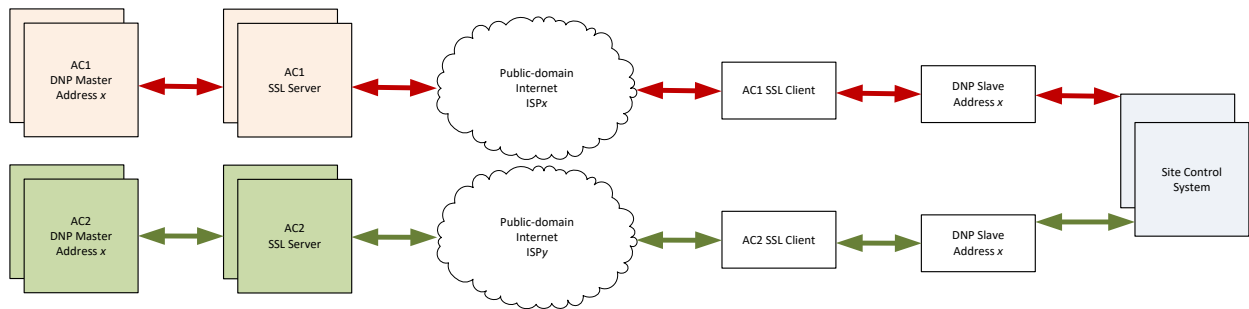 AC1
DNP Master
Address x
AC1
SSL Server
Public-domain
Internet
ISPx
AC1 SSL Client
DNP Slave
Address x
Site Control
System
AC2
DNP Master
Address x
AC2
SSL Server
Public-domain
Internet
ISPy
AC2 SSL Client
DNP Slave
Address x